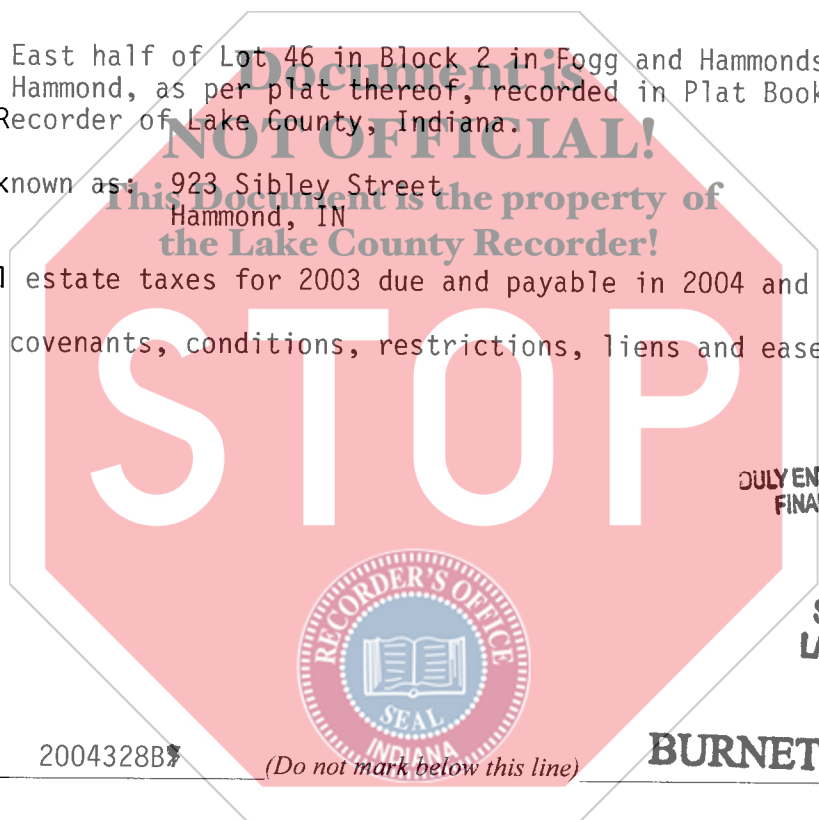 East half of Lot 46 in Block 2 in Fogg and Hammonds
Document is
Hammond, as per plat thereof, recorded in Plat Book
Recorder of Lake County, Indiana.
NOT OFFICIAL!
known as: 923 Sibley Street
This Document is the property of
Hammond, IN
the Lake County Recorder!
estate taxes for 2003 due and payable in 2004 and
covenants, conditions, restrictions, liens and ease
STOP
DULY EN
FINA
RECORDER'S OFFICE
SEAL
INDIANA
2004328B
(Do not mark below this line)
BURNET